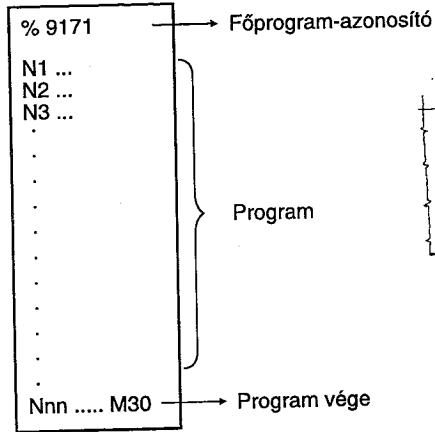 % 9171 Főprogram-azonosító
N1 ...
N2 ...
N3 ...
.
.
.
.
Program
.
.
.
.
.
.
.
.
Nnn ..... M30 Program vége